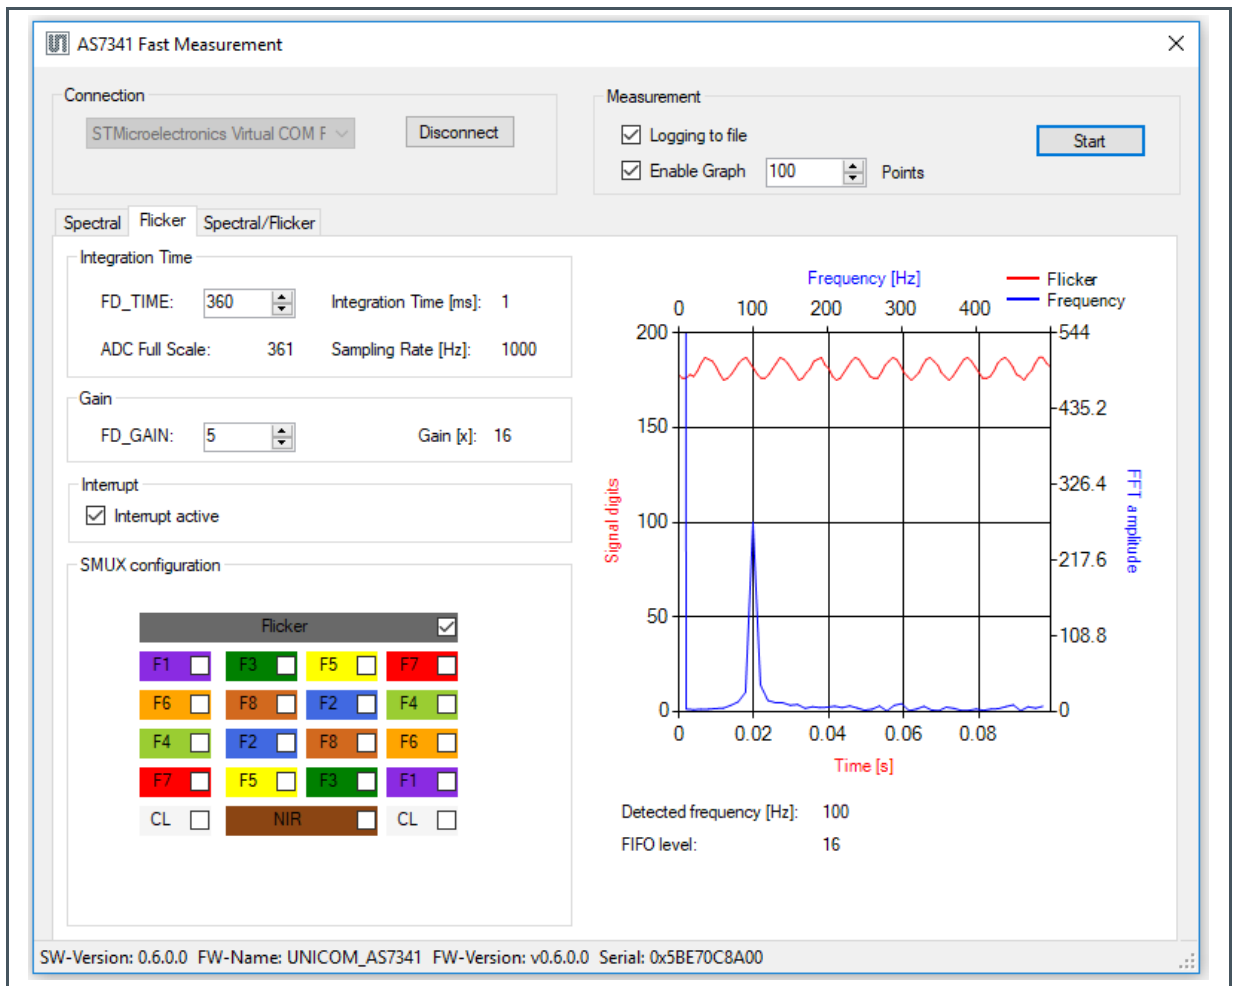 AS7341 Fast Measurement
Connection
STMicroelectronics Virtual COM F
Disconnect
Measurement
Logging to file
Enable Graph 100 Points
Start
Spectral Flicker Spectral/Flicker
Integration Time
FD_TIME: 360 Integration Time [ms]: 1
ADC Full Scale: 361 Sampling Rate [Hz]: 1000
Gain
FD_GAIN: 5 Gain [x]: 16
Interrupt
Interrupt active
SMUX configuration
Flicker
F1 F3 F5 F7
F6 F8 F2 F4
F4 F2 F8 F6
F7 F5 F3 F1
CL NIR CL
Frequency [Hz]
Flicker
Frequency
0 100 200 300 400
200 544
435.2
150
326.4
100
217.6
50
108.8
0 0
Signal digits
FFT amplitude
0 0.02 0.04 0.06 0.08
Time [s]
Detected frequency [Hz]: 100
FIFO level: 16
SW-Version: 0.6.0.0 FW-Name: UNICOM_AS7341 FW-Version: v0.6.0.0 Serial: 0x5BE70C8A00